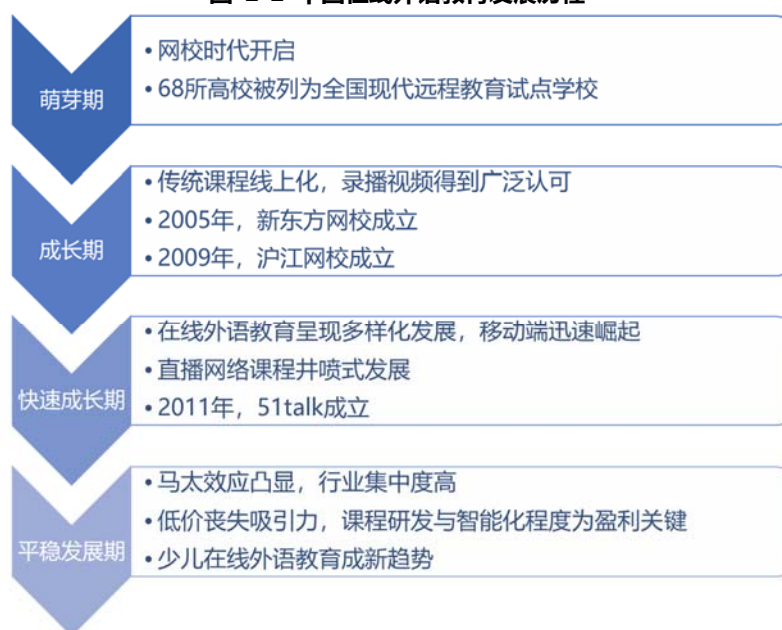 萌芽期
• 网校时代开启
• 68所高校被列为全国现代远程教育试点学校
成长期
• 传统课程线上化，录播视频得到广泛认可
• 2005年，新东方网校成立
• 2009年，沪江网校成立
快速成长期
• 在线外语教育呈现多样化发展，移动端迅速崛起
• 直播网络课程井喷式发展
• 2011年，51talk成立
平稳发展期
• 马太效应凸显，行业集中度高
• 低价丧失吸引力，课程研发与智能化程度为盈利关键
• 少儿在线外语教育成新趋势